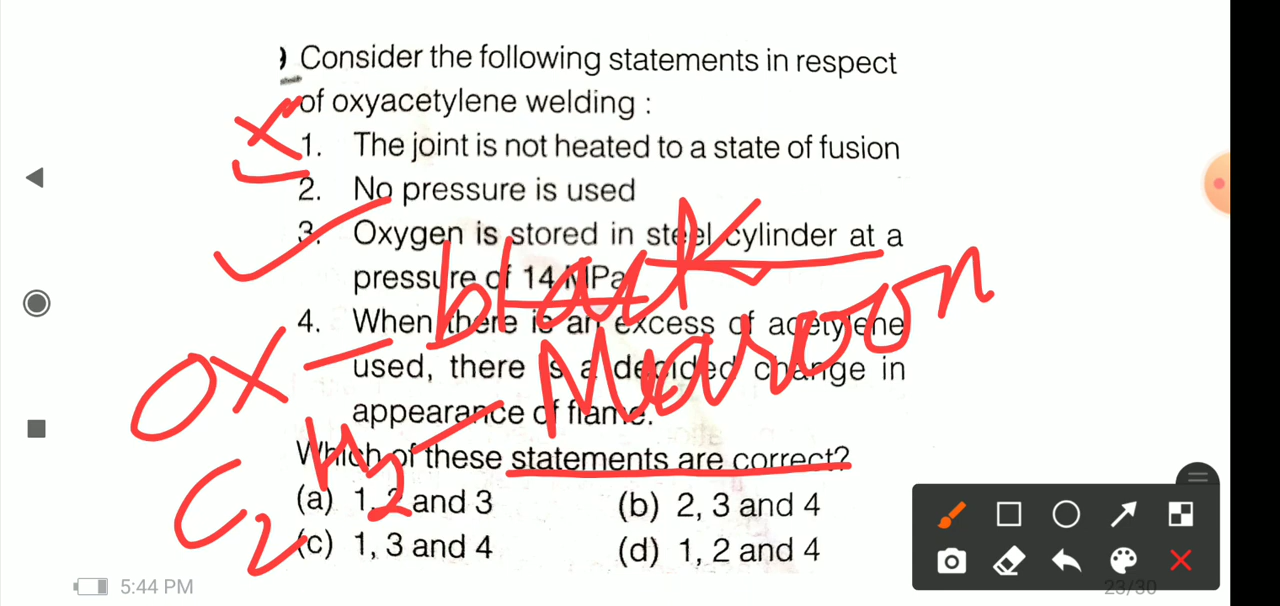 ) Consider the following statements in respect
of oxyacetylene welding :
1. The joint is not heated to a state of fusion
2. No pressure is used
3. Oxygen is stored in steel cylinder at a
pressure of 14 MPa
4. When there is an excess of acetylene
used, there is a decided change in
appearance of flame.
Which of these statements are correct?
(a) 1, 2 and 3 (b) 2, 3 and 4
(c) 1, 3 and 4 (d) 1, 2 and 4
OX - black
C2H2 - Maroon
5:44 PM
23/30